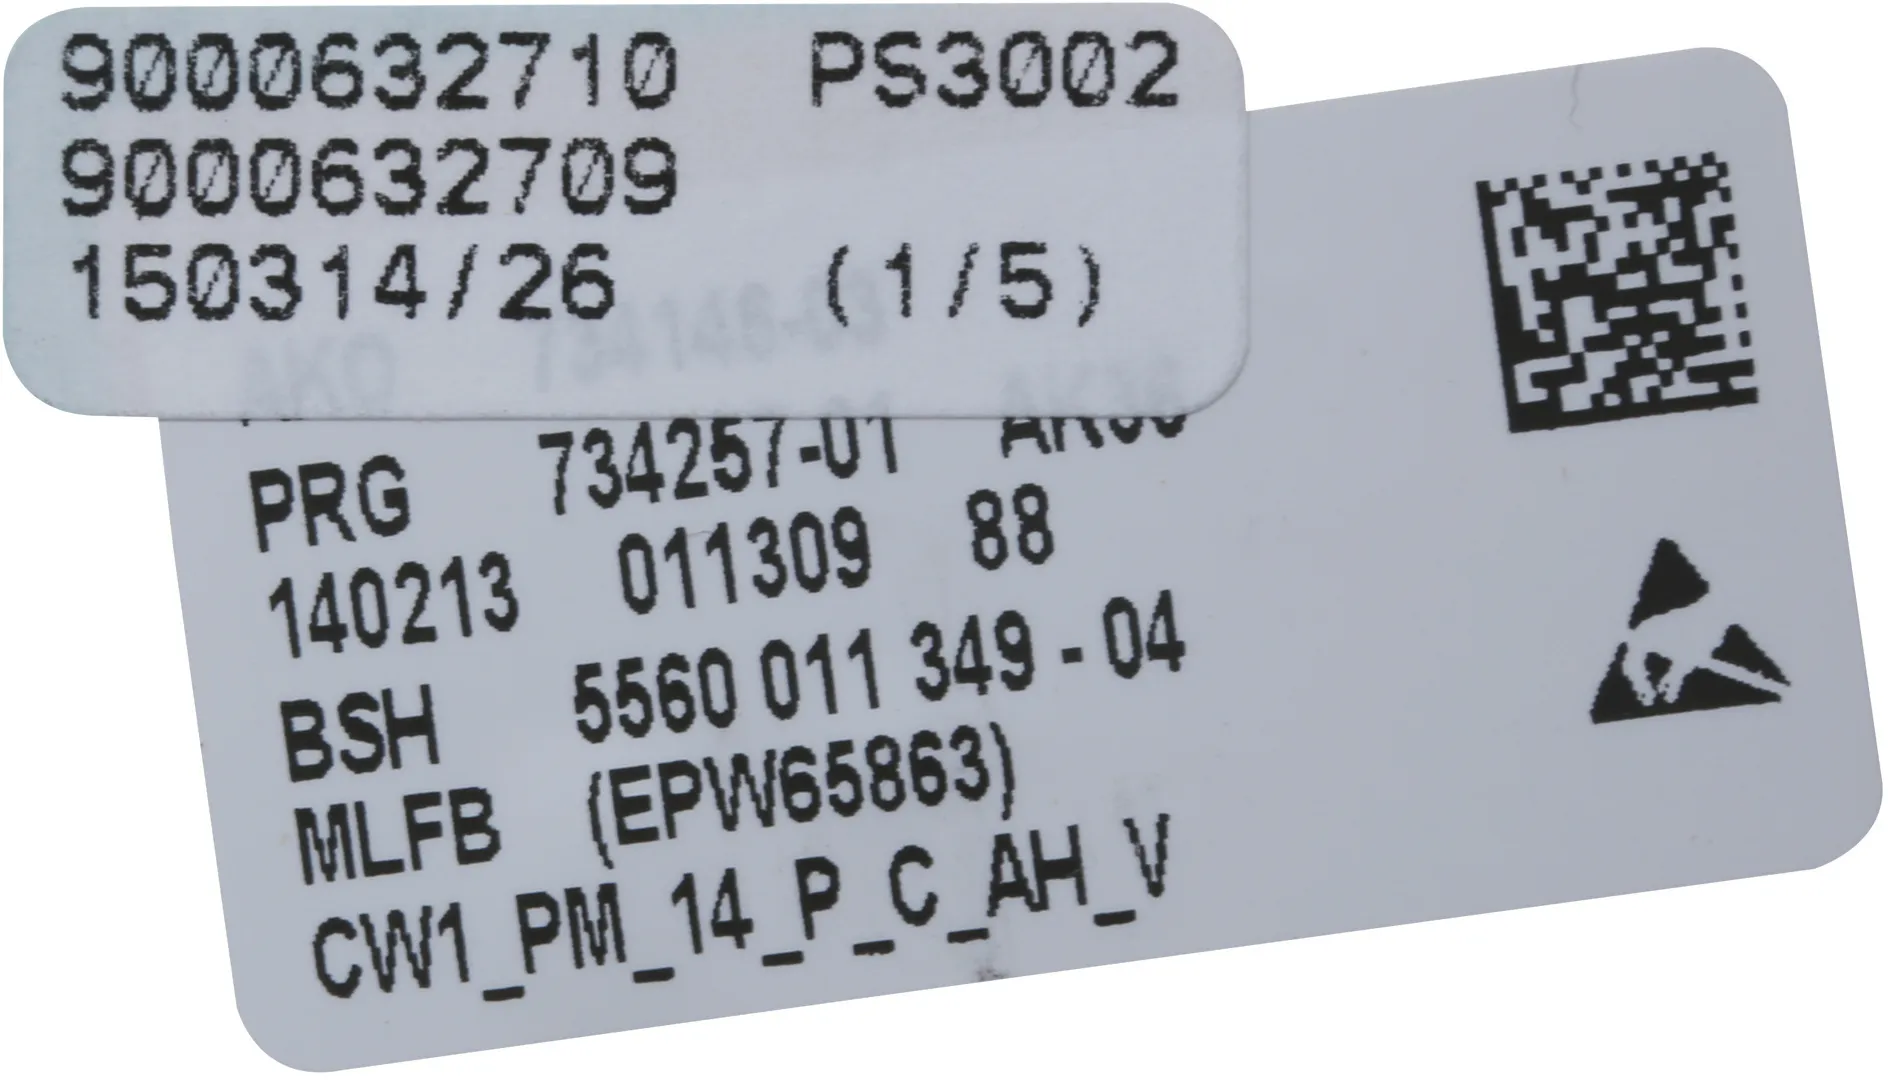 9000632710 PS3002
9000632709
150314/26 (1/5)
AKO
PRG 734257-01
140213 011309 88
BSH 5560 011 349 - 04
MLFB (EPW65863)
CW1_PM_14_P_C_AH_V